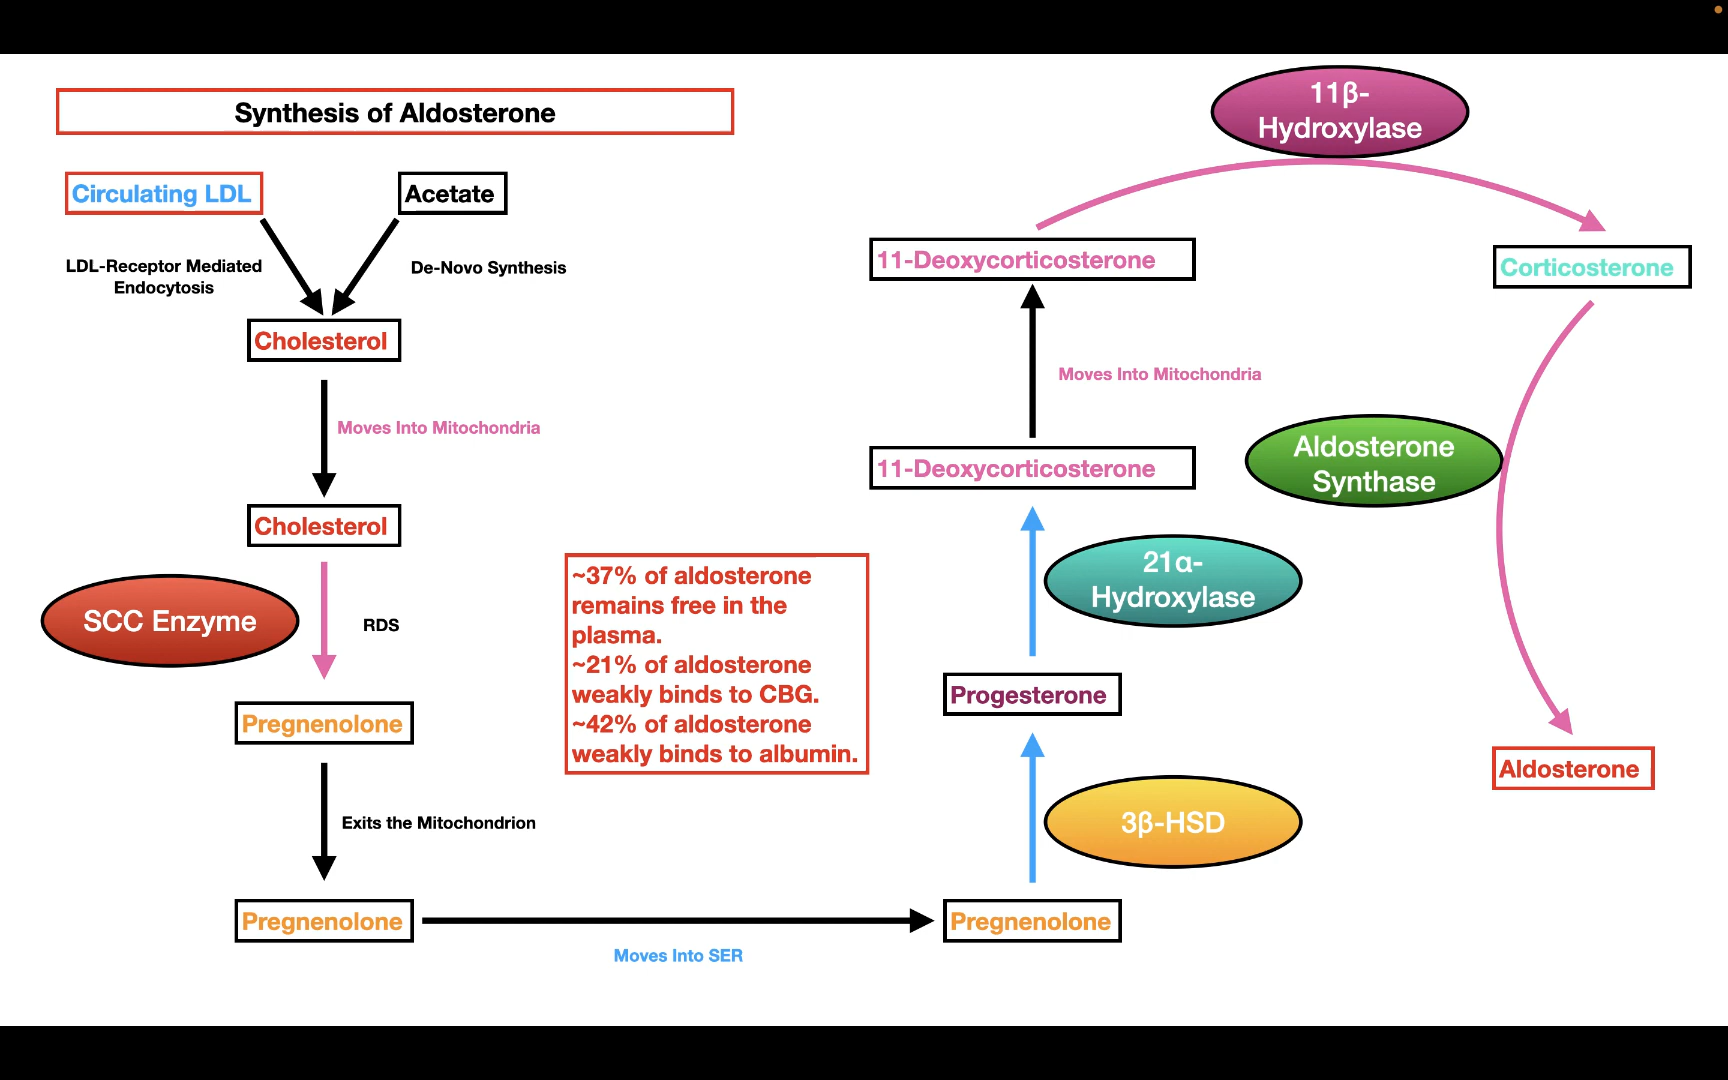 Synthesis of Aldosterone
Circulating LDL
Acetate
LDL-Receptor Mediated
Endocytosis
De-Novo Synthesis
Cholesterol
Moves Into Mitochondria
Cholesterol
SCC Enzyme
RDS
Pregnenolone
Exits the Mitochondrion
Pregnenolone
Moves Into SER
Pregnenolone
3β-HSD
Progesterone
21α-
Hydroxylase
11-Deoxycorticosterone
Moves Into Mitochondria
11-Deoxycorticosterone
11β-
Hydroxylase
Corticosterone
Aldosterone
Synthase
Aldosterone
~37% of aldosterone
remains free in the
plasma.
~21% of aldosterone
weakly binds to CBG.
~42% of aldosterone
weakly binds to albumin.